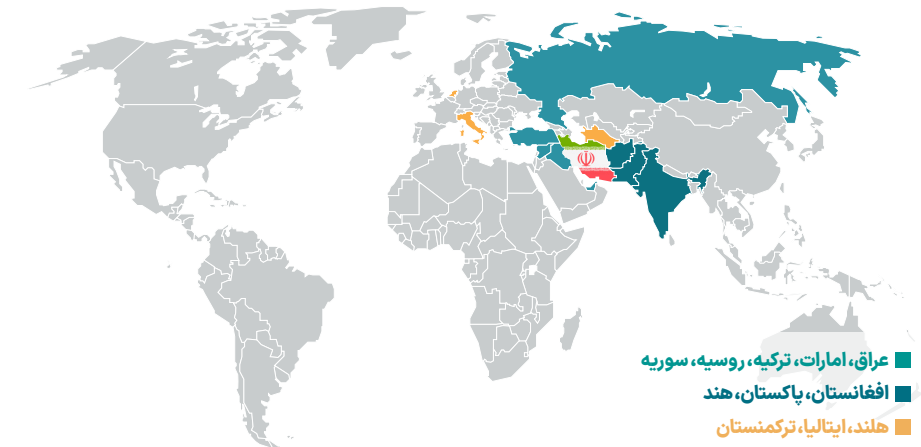 عراق، امارات، ترکیه، روسیه، سوریه
افغانستان، پاکستان، هند
هلند، ایتالیا، ترکمنستان